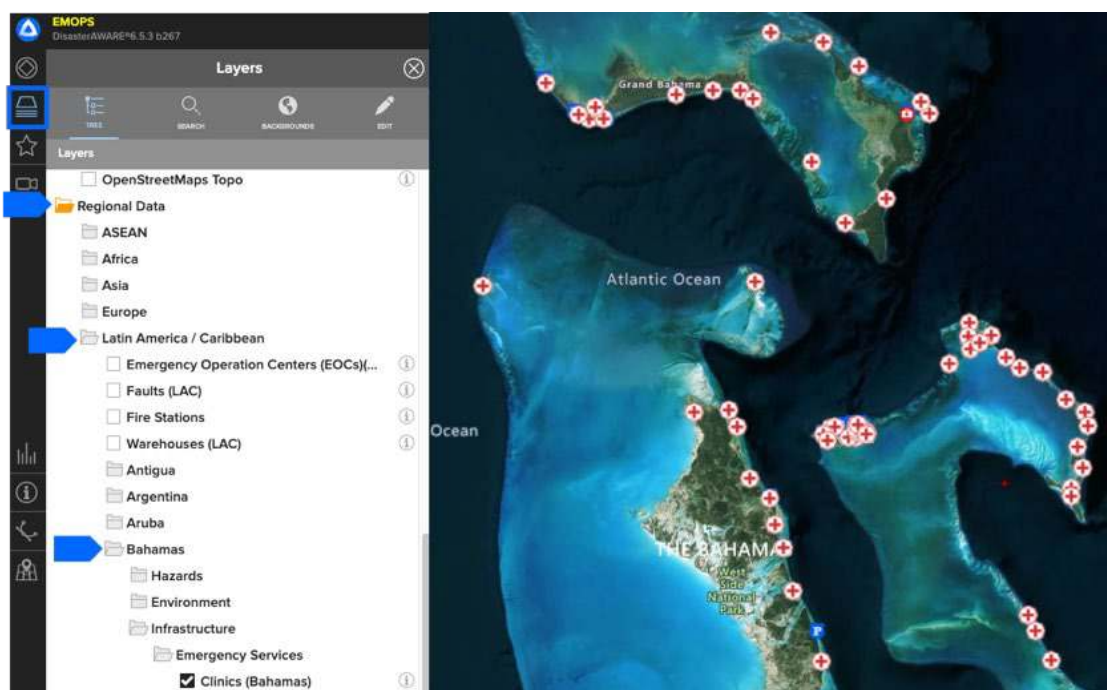 EMOPS
DisasterAWARE®6.5.3 b267
Layers
TREE
SEARCH
BACKGROUNDS
EDIT
Layers
OpenStreetMaps Topo
Regional Data
ASEAN
Africa
Asia
Europe
Latin America / Caribbean
Emergency Operation Centers (EOCs)(...
Faults (LAC)
Fire Stations
Warehouses (LAC)
Antigua
Argentina
Aruba
Bahamas
Hazards
Environment
Infrastructure
Emergency Services
Clinics (Bahamas)
Grand Bahama
Atlantic Ocean
Ocean
THE BAHAMA
West
Side
National
Park
P